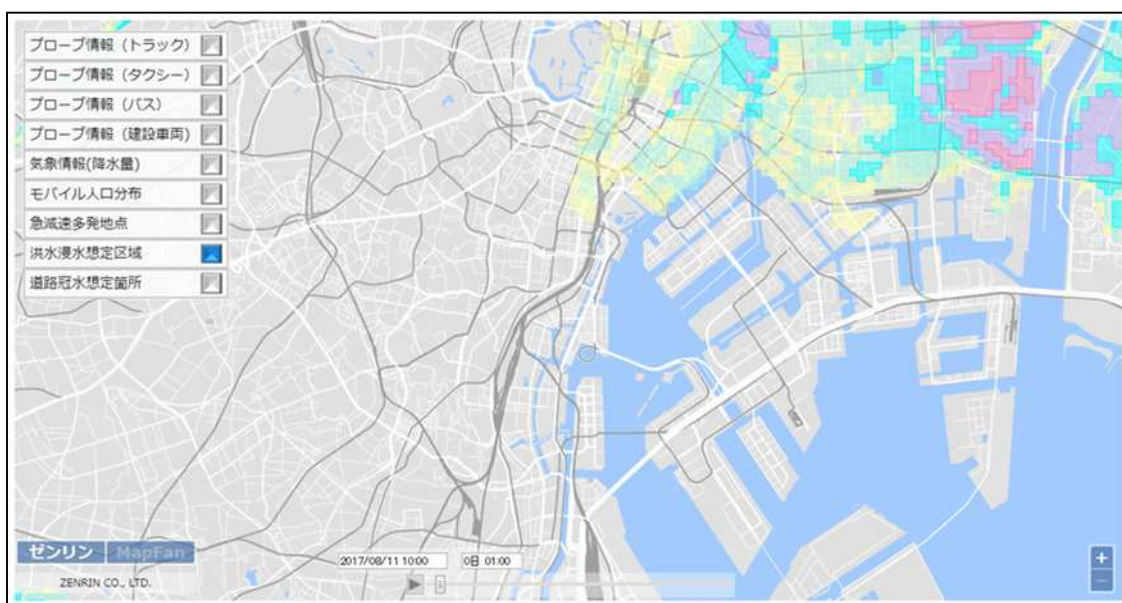 プローブ情報（トラック）
プローブ情報（タクシー）
プローブ情報（バス）
プローブ情報（建設車両）
気象情報(降水量)
モバイル人口分布
急減速多発地点
洪水浸水想定区域
道路冠水想定箇所
ゼンリン MapFan
ZENRIN CO., LTD.
2017/08/11 10:00 0日 01:00
+
−